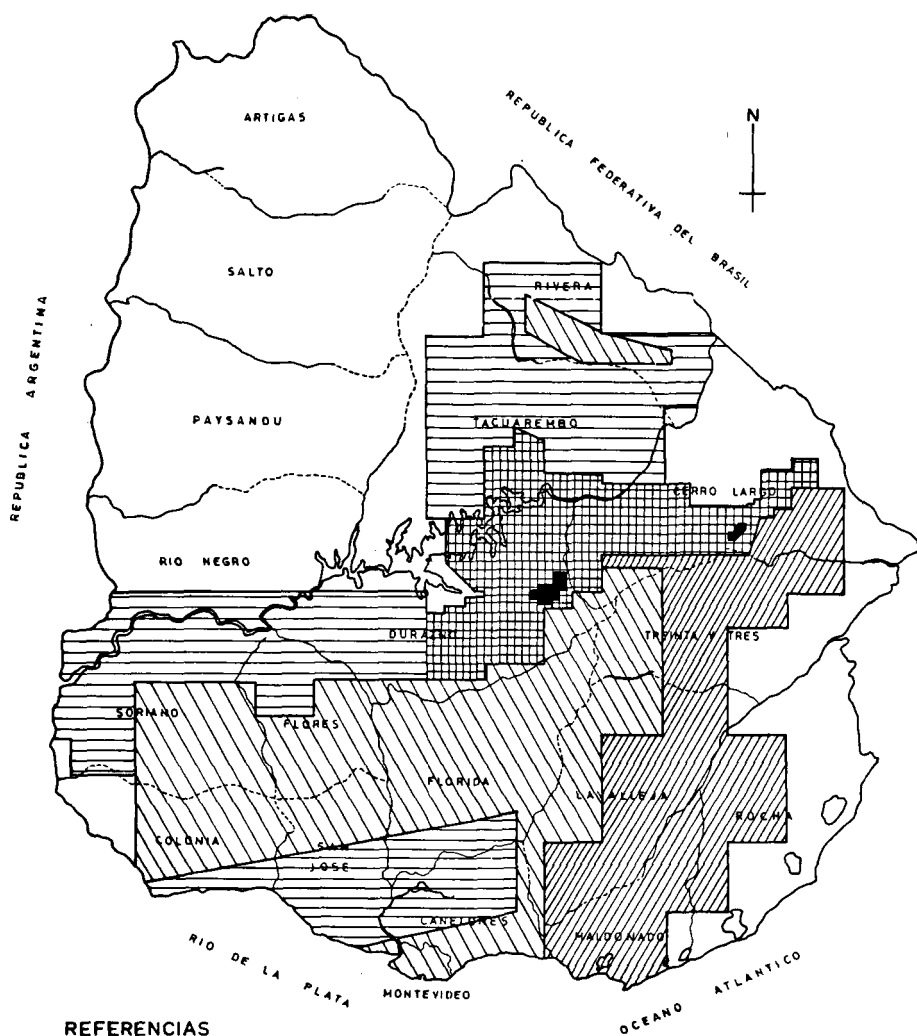 ARTIGAS
N
REPUBLICA FEDERATIVA DEL BRASIL
SALTO
RIVERA
REPUBLICA ARGENTINA
PAYSANDU
TACUAREMBO
CERRO LARGO
RIO NEGRO
DURAZNO
TREINTA Y TRES
SORIANO
FLORES
FLORIDA
LAVALLEJA
ROCHA
COLONIA
SAN
JOSE
CANELONES
MALDONADO
RIO DE LA PLATA
MONTEVIDEO
OCEANO ATLANTICO
REFERENCIAS